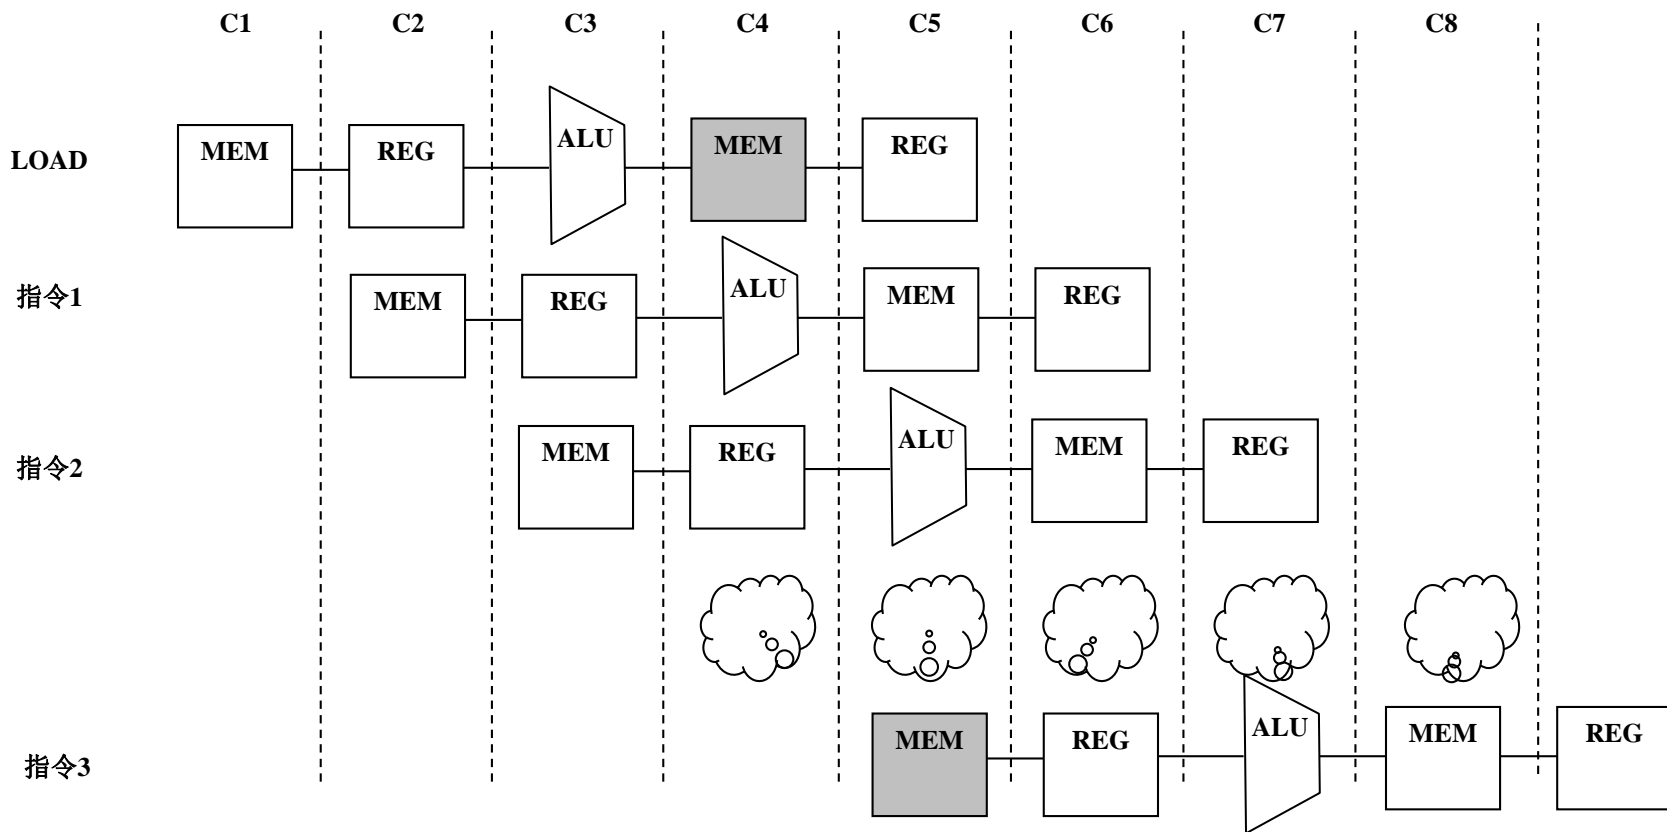 C1 C2 C3 C4 C5 C6 C7 C8
LOAD MEM REG ALU MEM REG
指令1 MEM REG ALU MEM REG
指令2 MEM REG ALU MEM REG
指令3 MEM REG ALU MEM REG